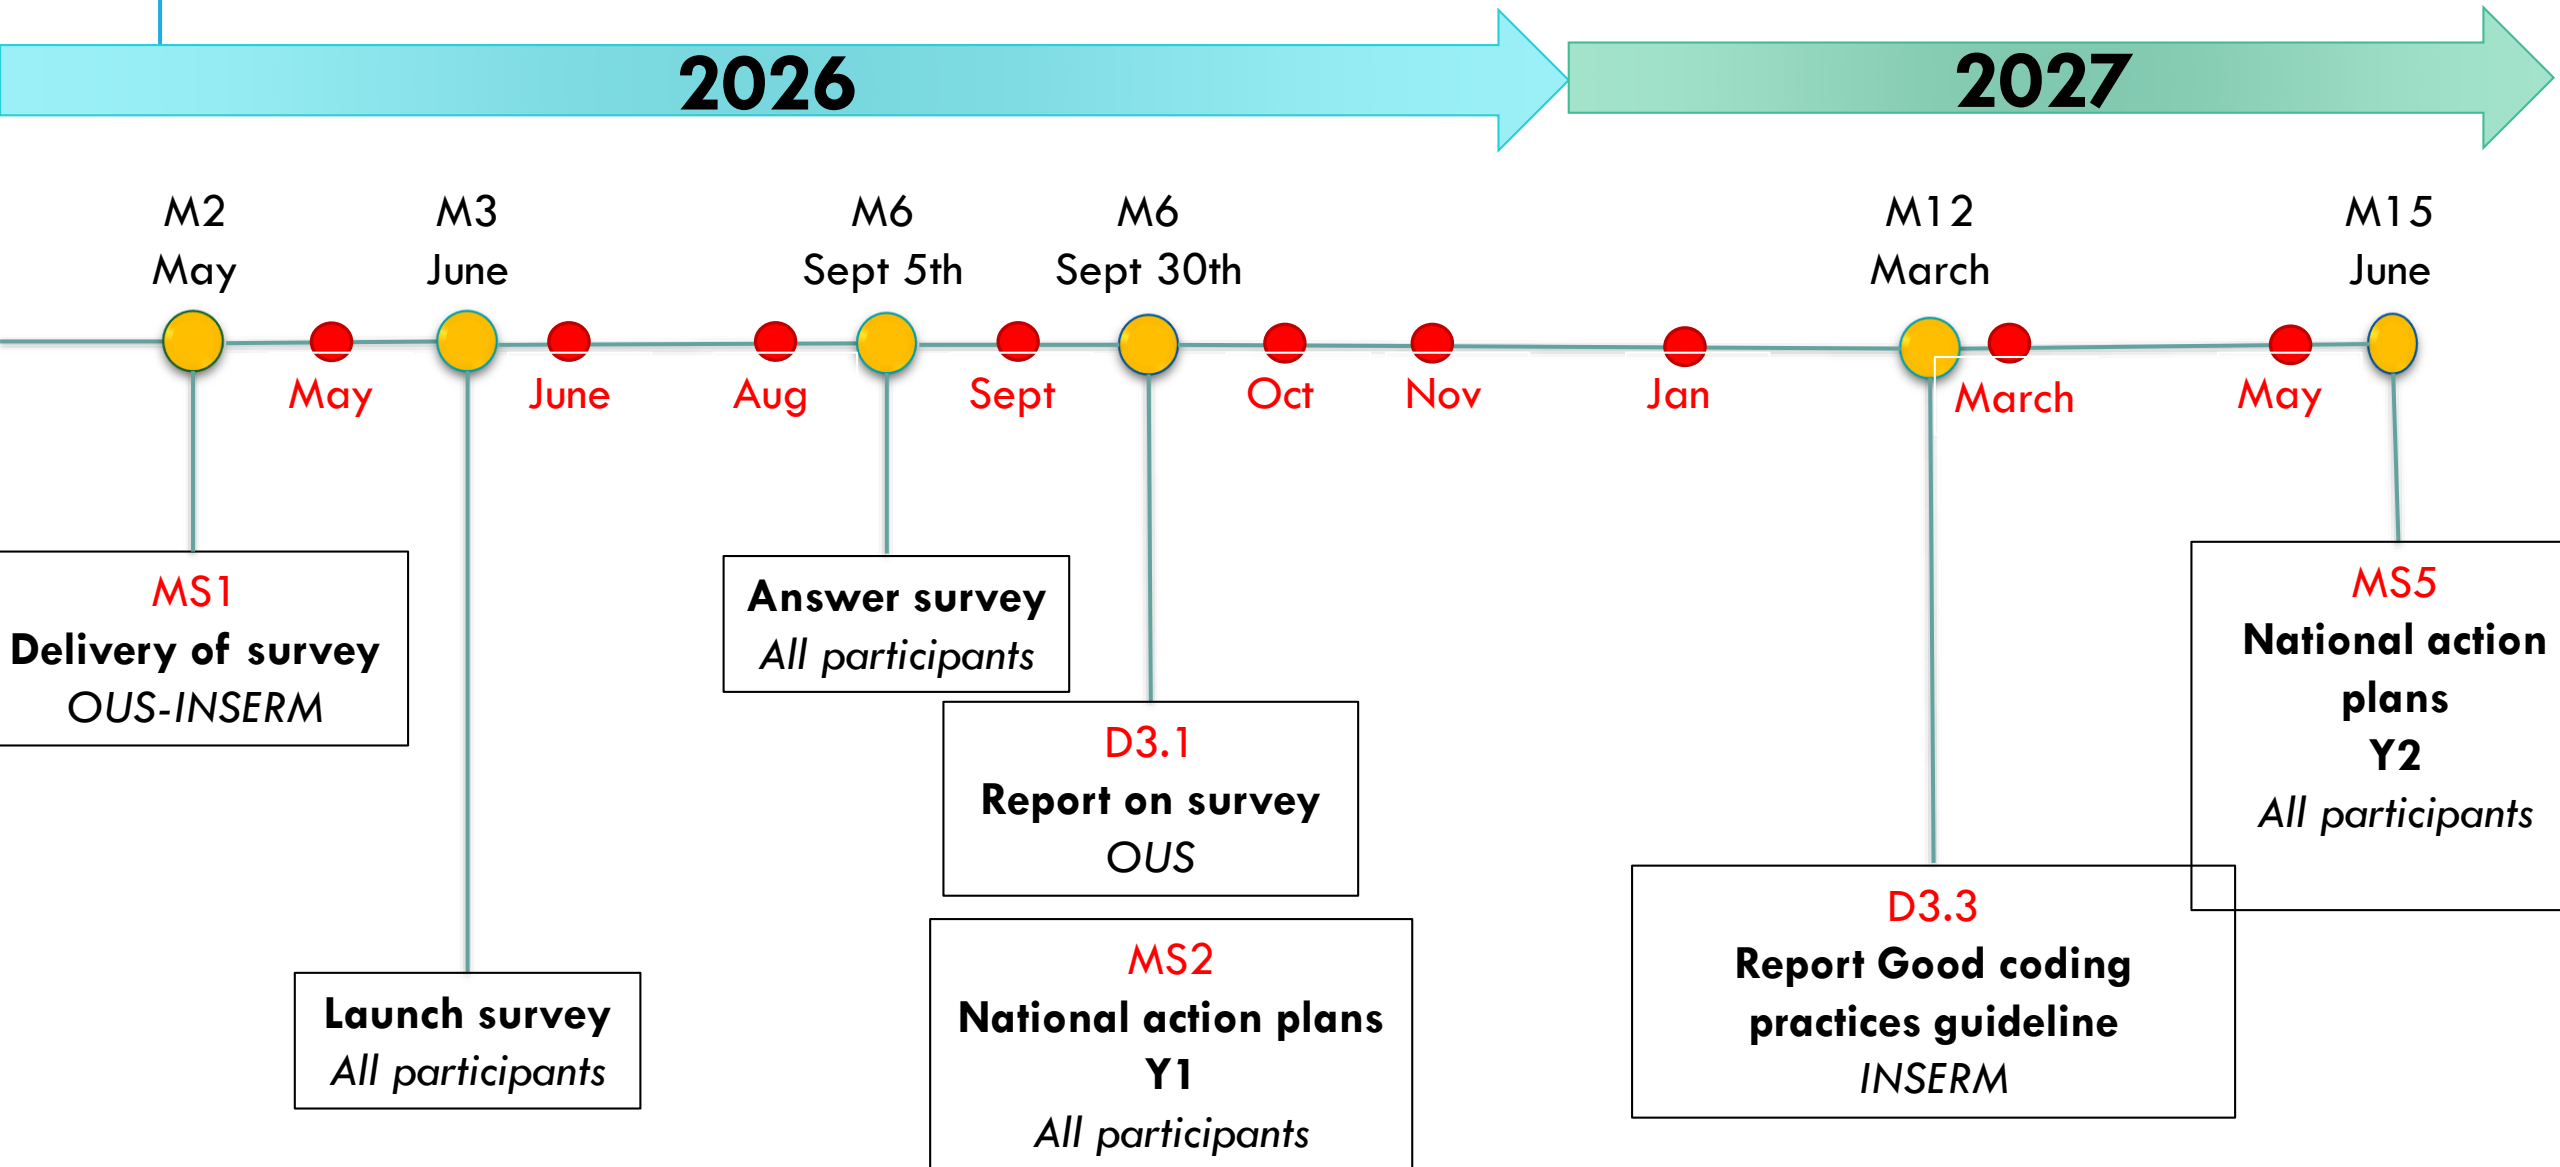 2026
2027
M2
May
M3
June
M6
Sept 5th
M6
Sept 30th
M12
March
M15
June
May
June
Aug
Sept
Oct
Nov
Jan
March
May
MS1
Delivery of survey
OUS-INSERM
Launch survey
All participants
Answer survey
All participants
D3.1
Report on survey
OUS
MS2
National action plans
Y1
All participants
D3.3
Report Good coding
practices guideline
INSERM
MS5
National action
plans
Y2
All participants